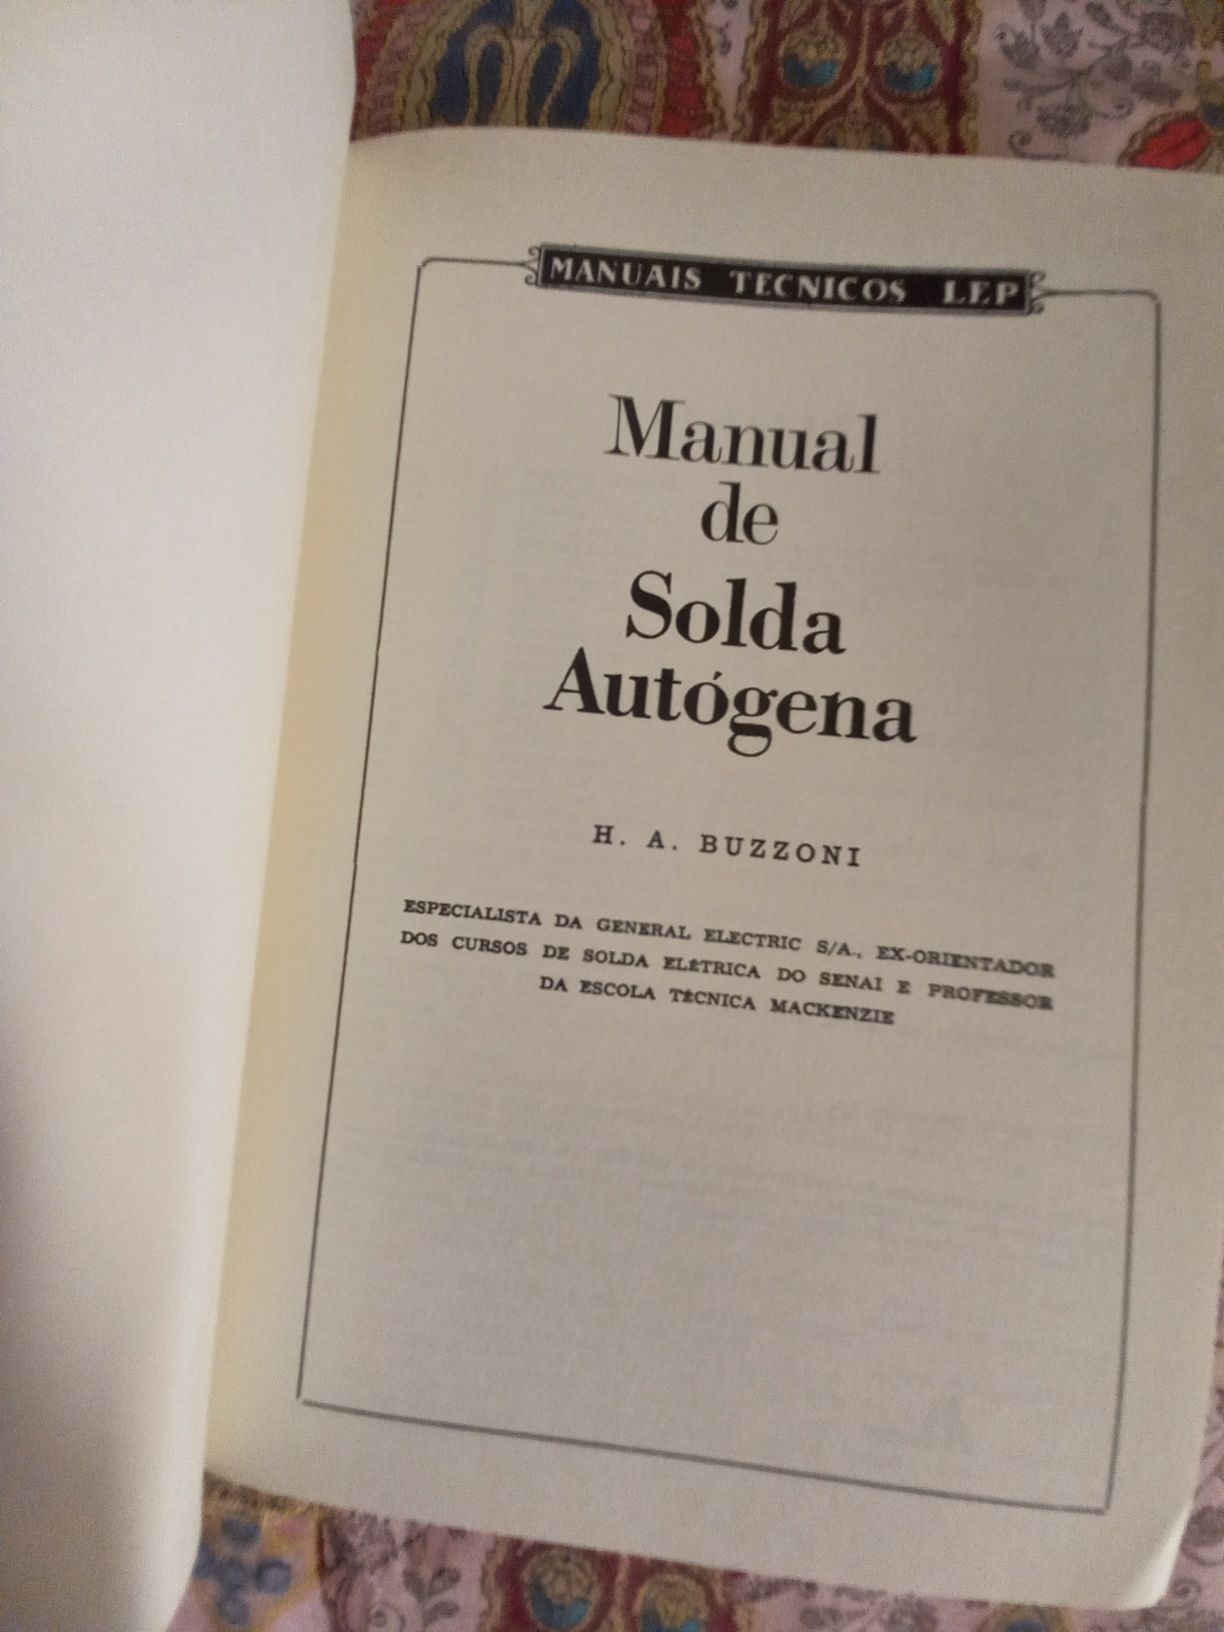 MANUAIS TECNICOS LEP
Manual
de
Solda
Autógena
H. A. BUZZONI
ESPECIALISTA DA GENERAL ELECTRIC S/A., EX-ORIENTADOR
DOS CURSOS DE SOLDA ELÉTRICA DO SENAI E PROFESSOR
DA ESCOLA TÉCNICA MACKENZIE